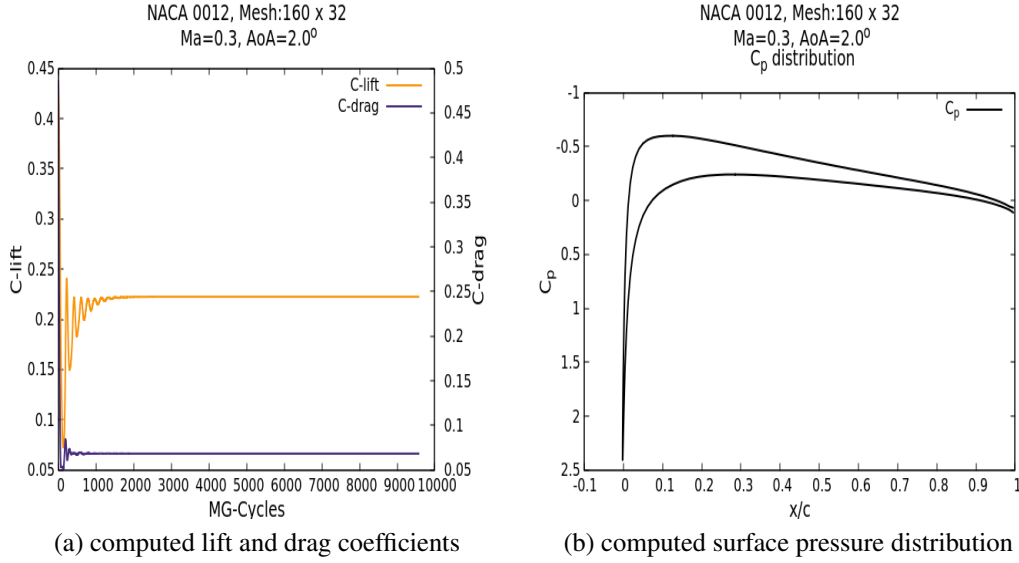 NACA 0012, Mesh:160 x 32
Ma=0.3, AoA=2.0⁰
0.45
0.4
0.35
0.3
0.25
0.2
0.15
0.1
0.05
C-lift
C-lift
C-drag
0.5
0.45
0.4
0.35
0.3
0.25
0.2
0.15
0.1
0.05
C-drag
0 1000 2000 3000 4000 5000 6000 7000 8000 9000 10000
MG-Cycles
(a) computed lift and drag coefficients
NACA 0012, Mesh:160 x 32
Ma=0.3, AoA=2.0⁰
Cₚ distribution
-1
-0.5
0
0.5
1
1.5
2
2.5
Cₚ
Cₚ
-0.1 0 0.1 0.2 0.3 0.4 0.5 0.6 0.7 0.8 0.9 1
x/c
(b) computed surface pressure distribution